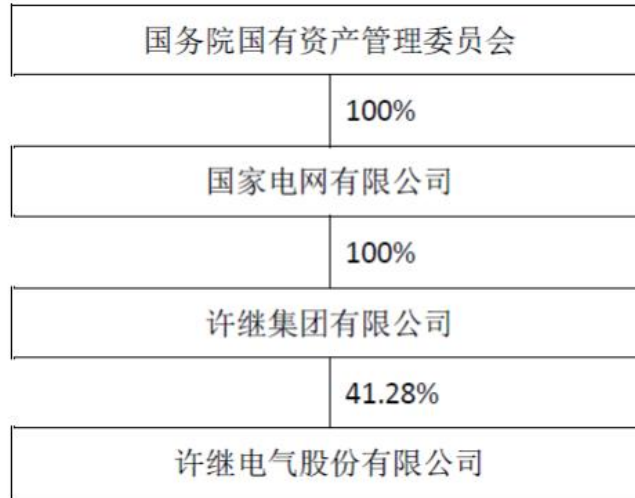 国务院国有资产管理委员会
100%
国家电网有限公司
100%
许继集团有限公司
41.28%
许继电气股份有限公司